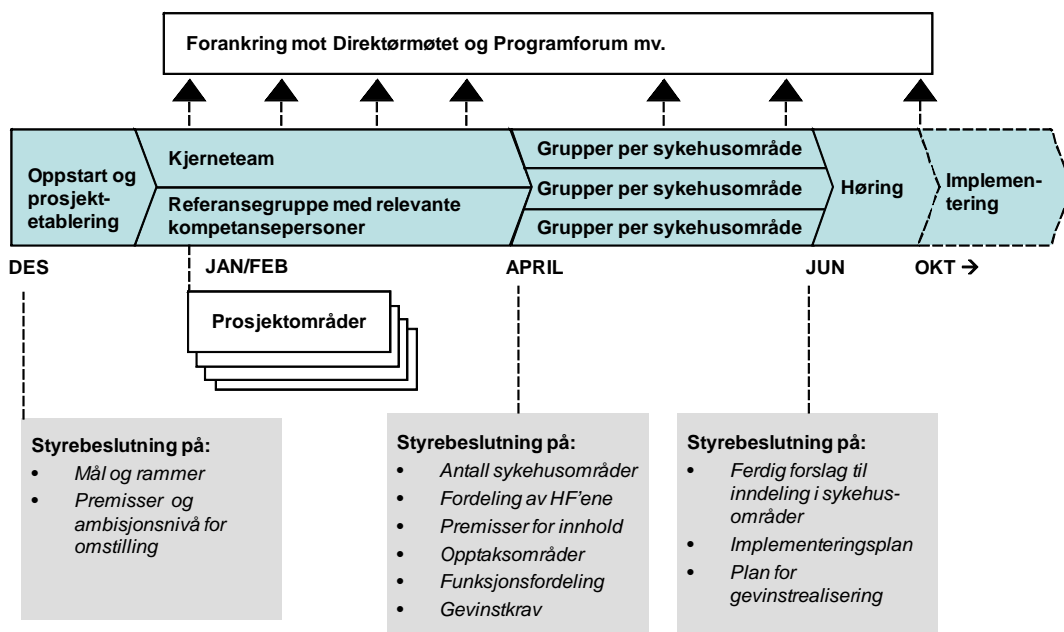 Forankring mot Direktørmøtet og Programforum mv.
Oppstart og
prosjekt-
etablering
Kjerneteam
Referansegruppe med relevante
kompetansepersoner
Grupper per sykehusområde
Grupper per sykehusområde
Grupper per sykehusområde
Høring
Implemen-
tering
DES
JAN/FEB
APRIL
JUN
OKT →
Prosjektområder
Styrebeslutning på:
• Mål og rammer
• Premisser og
ambisjonsnivå for
omstilling
Styrebeslutning på:
• Antall sykehusområder
• Fordeling av HF'ene
• Premisser for innhold
• Opptaksområder
• Funksjonsfordeling
• Gevinstkrav
Styrebeslutning på:
• Ferdig forslag til
inndeling i sykehus-
områder
• Implementeringsplan
• Plan for
gevinstrealisering